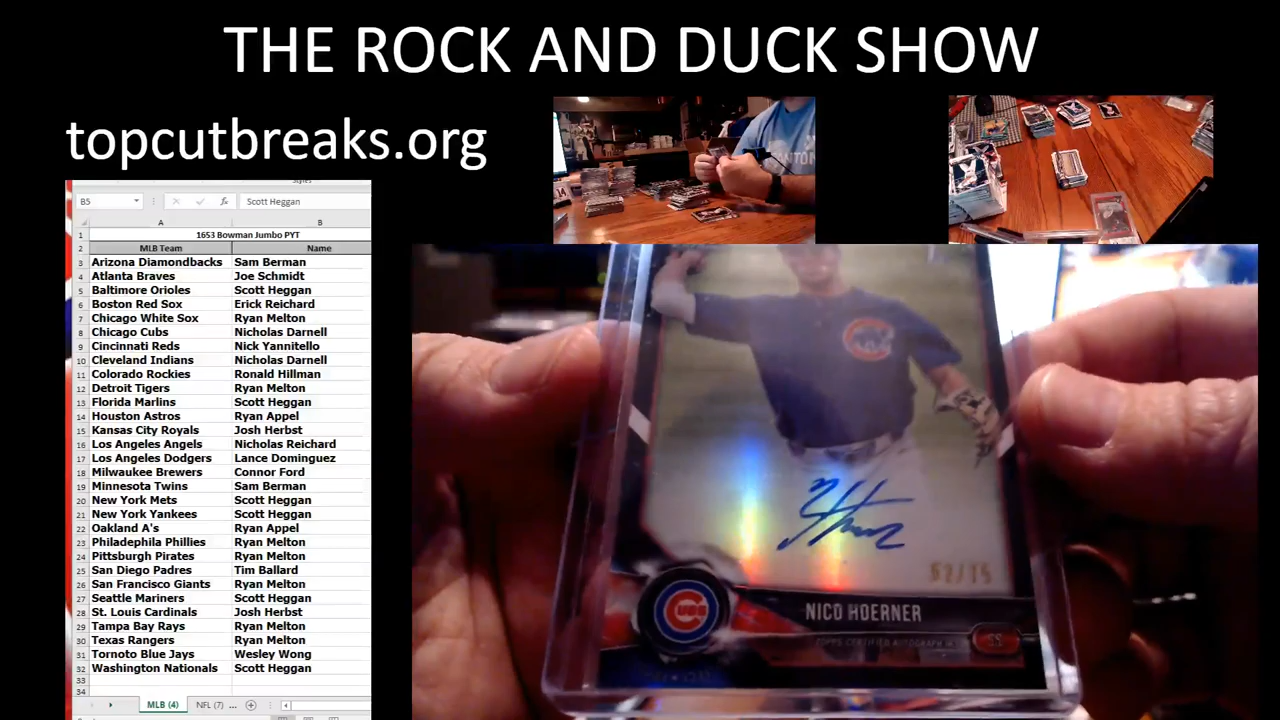 THE ROCK AND DUCK SHOW
topcutbreaks.org
B5 Scott Heggan
A B
1 1653 Bowman Jumbo PYT
2 MLB Team Name
3 Arizona Diamondbacks Sam Berman
4 Atlanta Braves Joe Schmidt
5 Baltimore Orioles Scott Heggan
6 Boston Red Sox Erick Reichard
7 Chicago White Sox Ryan Melton
8 Chicago Cubs Nicholas Darnell
9 Cincinnati Reds Nick Yannitello
10 Cleveland Indians Nicholas Darnell
11 Colorado Rockies Ronald Hillman
12 Detroit Tigers Ryan Melton
13 Florida Marlins Scott Heggan
14 Houston Astros Ryan Appel
15 Kansas City Royals Josh Herbst
16 Los Angeles Angels Nicholas Reichard
17 Los Angeles Dodgers Lance Dominguez
18 Milwaukee Brewers Connor Ford
19 Minnesota Twins Sam Berman
20 New York Mets Scott Heggan
21 New York Yankees Scott Heggan
22 Oakland A's Ryan Appel
23 Philadephila Phillies Ryan Melton
24 Pittsburgh Pirates Ryan Melton
25 San Diego Padres Tim Ballard
26 San Francisco Giants Ryan Melton
27 Seattle Mariners Scott Heggan
28 St. Louis Cardinals Josh Herbst
29 Tampa Bay Rays Ryan Melton
30 Texas Rangers Ryan Melton
31 Tornoto Blue Jays Wesley Wong
32 Washington Nationals Scott Heggan
33
34
MLB (4) NFL (7) ...
CUBS
NICO HOERNER
TOPPS CERTIFIED AUTOGRAPH
SS